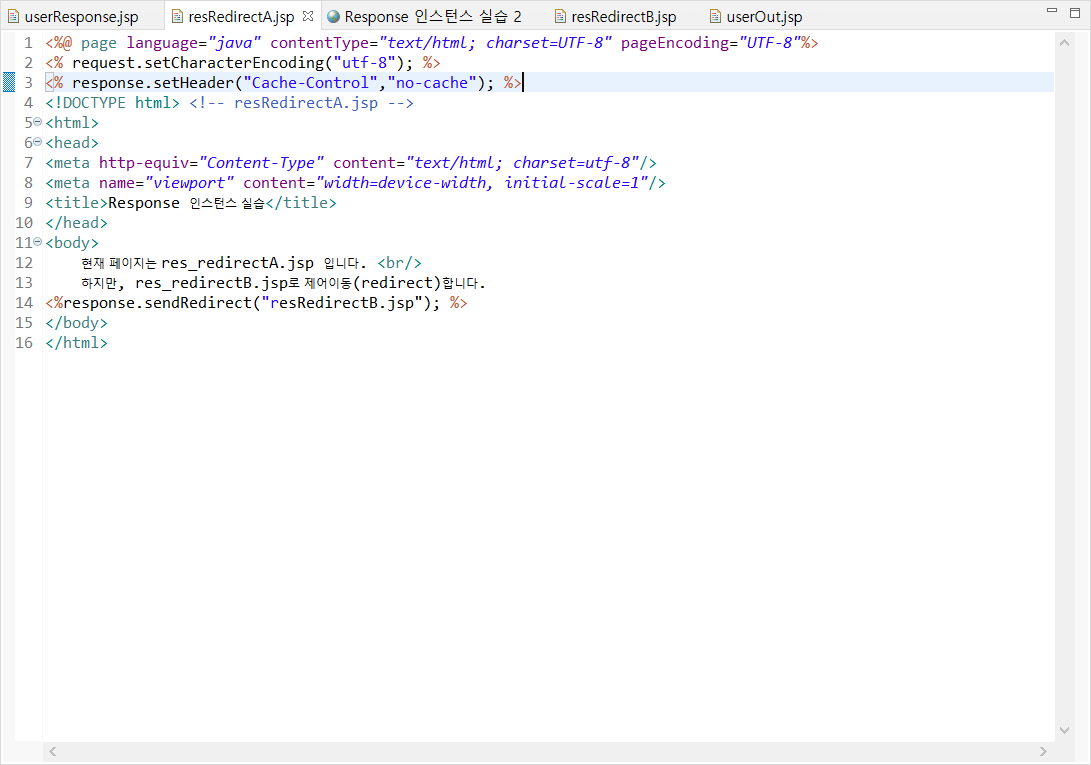 userResponse.jsp resRedirectA.jsp Response 인스턴스 실습 2 resRedirectB.jsp userOut.jsp
1 <%@ page language="java" contentType="text/html; charset=UTF-8" pageEncoding="UTF-8"%>
2 <% request.setCharacterEncoding("utf-8"); %>
3 <% response.setHeader("Cache-Control","no-cache"); %>
4 <!DOCTYPE html> <!-- resRedirectA.jsp -->
5 <html>
6 <head>
7 <meta http-equiv="Content-Type" content="text/html; charset=utf-8"/>
8 <meta name="viewport" content="width=device-width, initial-scale=1"/>
9 <title>Response 인스턴스 실습</title>
10 </head>
11 <body>
12     현재 페이지는 res_redirectA.jsp 입니다. <br/>
13     하지만, res_redirectB.jsp로 제어이동(redirect)합니다.
14 <%response.sendRedirect("resRedirectB.jsp"); %>
15 </body>
16 </html>